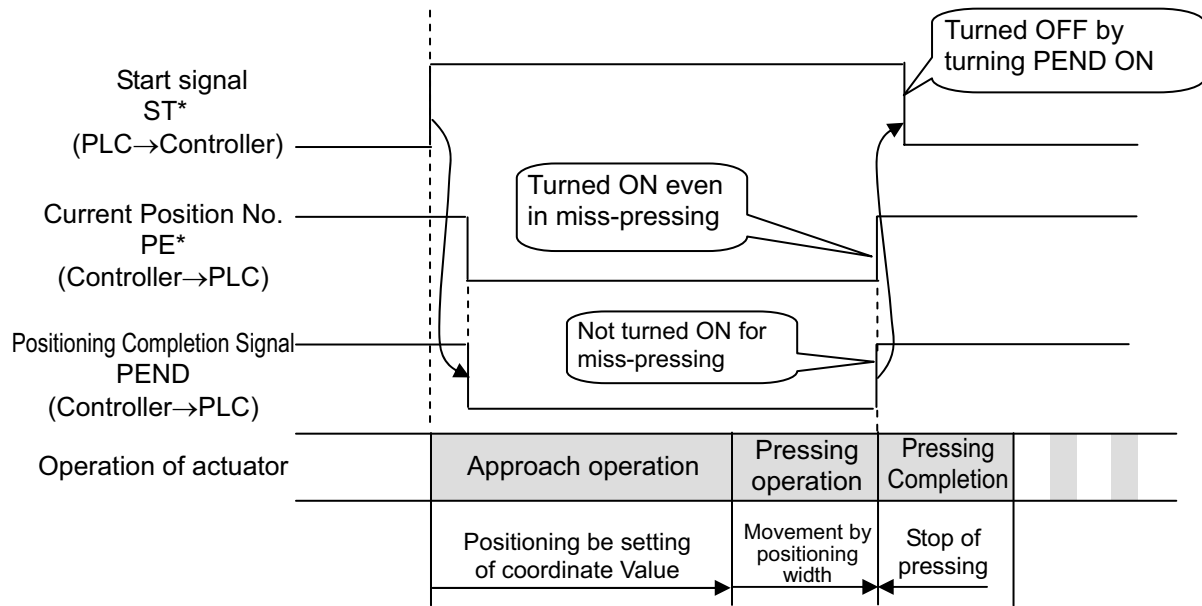 Turned OFF by
turning PEND ON
Start signal
ST*
(PLC→Controller)
Turned ON even
in miss-pressing
Current Position No.
PE*
(Controller→PLC)
Not turned ON for
miss-pressing
Positioning Completion Signal
PEND
(Controller→PLC)
Operation of actuator
Approach operation
Pressing
operation
Pressing
Completion
Positioning be setting
of coordinate Value
Movement by
positioning
width
Stop of
pressing